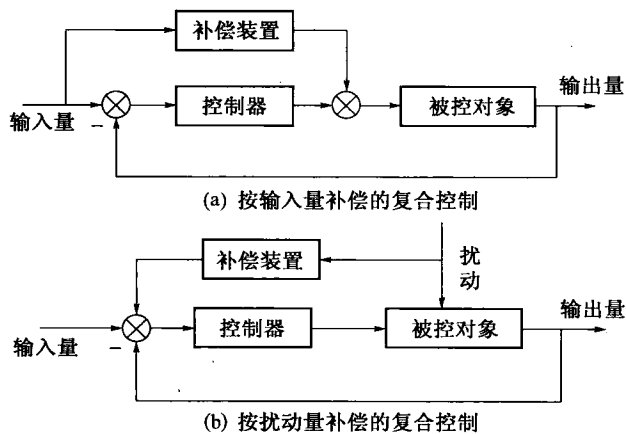 补偿装置
输入量
−
控制器
被控对象
输出量
(a) 按输入量补偿的复合控制
补偿装置
扰动
输入量
−
控制器
被控对象
输出量
(b) 按扰动量补偿的复合控制